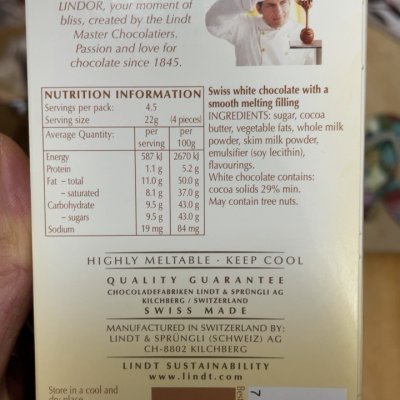 LINDOR, your moment of
bliss, created by the Lindt
Master Chocolatiers.
Passion and love for
chocolate since 1845.
NUTRITION INFORMATION
Servings per pack: 4.5
Serving size 22g (4 pieces)
Average Quantity: per serving per 100g
Energy 587 kJ 2670 kJ
Protein 1.1 g 5.2 g
Fat – total 11.0 g 50.0 g
– saturated 8.1 g 37.0 g
Carbohydrate 9.5 g 43.0 g
– sugars 9.5 g 43.0 g
Sodium 19 mg 84 mg
Swiss white chocolate with a
smooth melting filling
INGREDIENTS: sugar, cocoa
butter, vegetable fats, whole milk
powder, skim milk powder,
emulsifier (soy lecithin),
flavourings.
White chocolate contains:
cocoa solids 29% min.
May contain tree nuts.
HIGHLY MELTABLE · KEEP COOL
QUALITY GUARANTEE
CHOCOLADEFABRIKEN LINDT & SPRÜNGLI AG
KILCHBERG / SWITZERLAND
SWISS MADE
MANUFACTURED IN SWITZERLAND BY:
LINDT & SPRÜNGLI (SCHWEIZ) AG
CH-8802 KILCHBERG
LINDT SUSTAINABILITY
www.lindt.com
Store in a cool and
dry place
Best
7